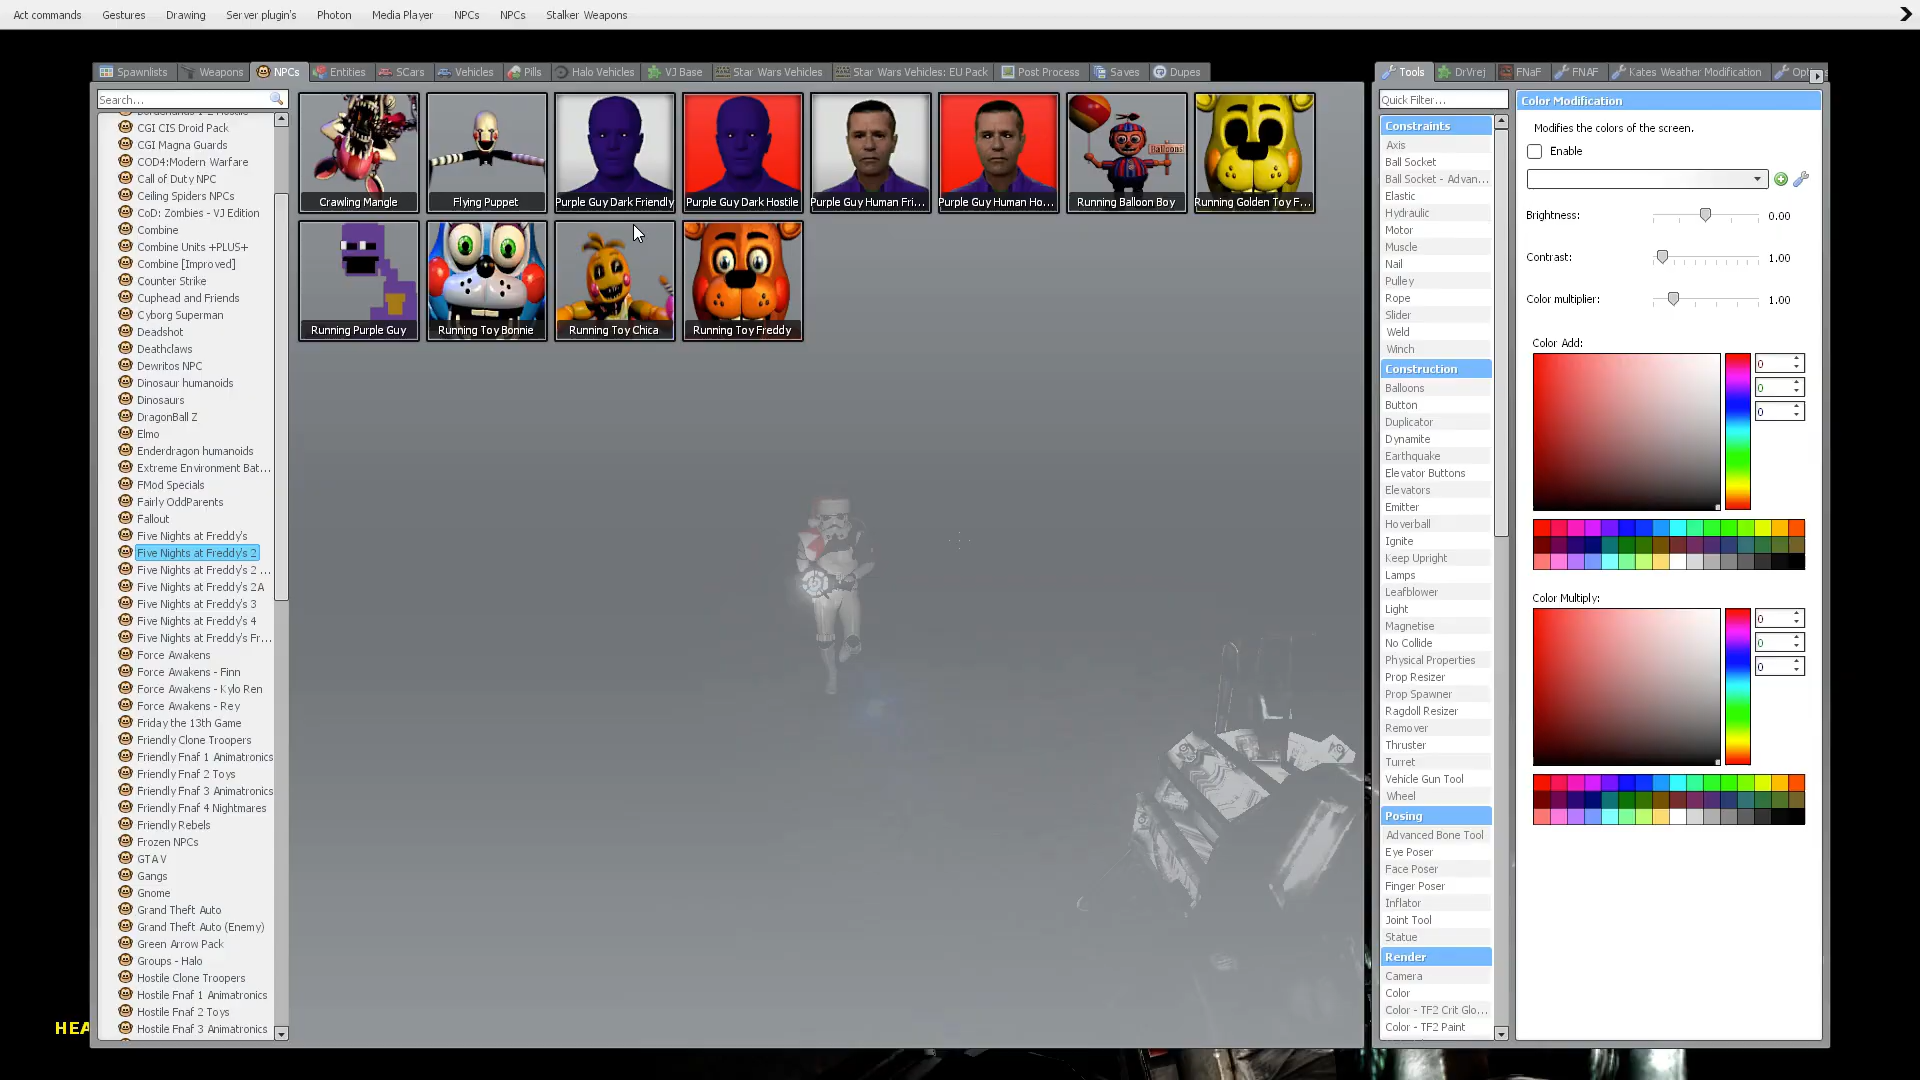 Act commands
Gestures
Drawing
Server plugin's
Photon
Media Player
NPCs
NPCs
Stalker Weapons
Spawnlists
Weapons
NPCs
Entities
SCars
Vehicles
Pills
Halo Vehicles
VJ Base
Star Wars Vehicles
Star Wars Vehicles: EU Pack
Post Process
Saves
Dupes
Search...
CGI CIS Droid Pack
CGI Magna Guards
COD4:Modern Warfare
Call of Duty NPC
Ceiling Spiders NPCs
CoD: Zombies - VJ Edition
Combine
Combine Units +PLUS+
Combine [Improved]
Counter Strike
Cuphead and Friends
Cyborg Superman
Deadshot
Deathclaws
Dewritos NPC
Dinosaur humanoids
Dinosaurs
DragonBall Z
Elmo
Enderdragon humanoids
Extreme Environment Bat...
FMod Specials
Fairly OddParents
Fallout
Five Nights at Freddy's
Five Nights at Freddy's 2
Five Nights at Freddy's 2 ...
Five Nights at Freddy's 2A
Five Nights at Freddy's 3
Five Nights at Freddy's 4
Five Nights at Freddy's Fr...
Force Awakens
Force Awakens - Finn
Force Awakens - Kylo Ren
Force Awakens - Rey
Friday the 13th Game
Friendly Clone Troopers
Friendly Fnaf 1 Animatronics
Friendly Fnaf 2 Toys
Friendly Fnaf 3 Animatronics
Friendly Fnaf 4 Nightmares
Friendly Rebels
Frozen NPCs
GTA V
Gangs
Gnome
Grand Theft Auto
Grand Theft Auto (Enemy)
Green Arrow Pack
Groups - Halo
Hostile Clone Troopers
Hostile Fnaf 1 Animatronics
Hostile Fnaf 2 Toys
Hostile Fnaf 3 Animatronics
HEA
Crawling Mangle
Flying Puppet
Purple Guy Dark Friendly
Purple Guy Dark Hostile
Purple Guy Human Fri...
Purple Guy Human Ho...
Balloons
Running Balloon Boy
Running Golden Toy F...
Running Purple Guy
Running Toy Bonnie
Running Toy Chica
Running Toy Freddy
Tools
DrVrej
FNaF
FNAF
Kates Weather Modification
Quick Filter...
Constraints
Axis
Ball Socket
Ball Socket - Advan...
Elastic
Hydraulic
Motor
Muscle
Nail
Pulley
Rope
Slider
Weld
Winch
Construction
Balloons
Button
Duplicator
Dynamite
Earthquake
Elevator Buttons
Elevators
Emitter
Hoverball
Ignite
Keep Upright
Lamps
Leafblower
Light
Magnetise
No Collide
Physical Properties
Prop Resizer
Prop Spawner
Ragdoll Resizer
Remover
Thruster
Turret
Vehicle Gun Tool
Wheel
Posing
Advanced Bone Tool
Eye Poser
Face Poser
Finger Poser
Inflator
Joint Tool
Statue
Render
Camera
Color
Color - TF2 Crit Glo...
Color - TF2 Paint
Color Modification
Modifies the colors of the screen.
Enable
Brightness: 0.00
Contrast: 1.00
Color multiplier: 1.00
Color Add:
0
0
0
Color Multiply:
0
0
0